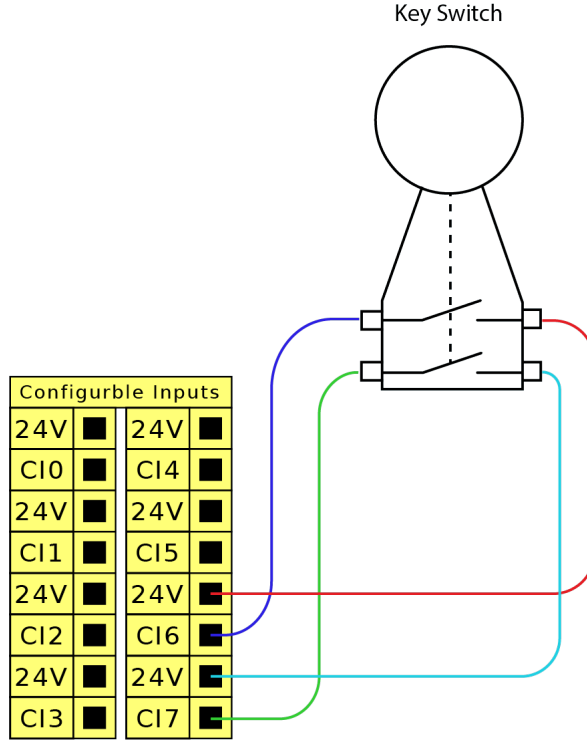 Key Switch
Configurble Inputs
24V 24V
CI0 CI4
24V 24V
CI1 CI5
24V 24V
CI2 CI6
24V 24V
CI3 CI7